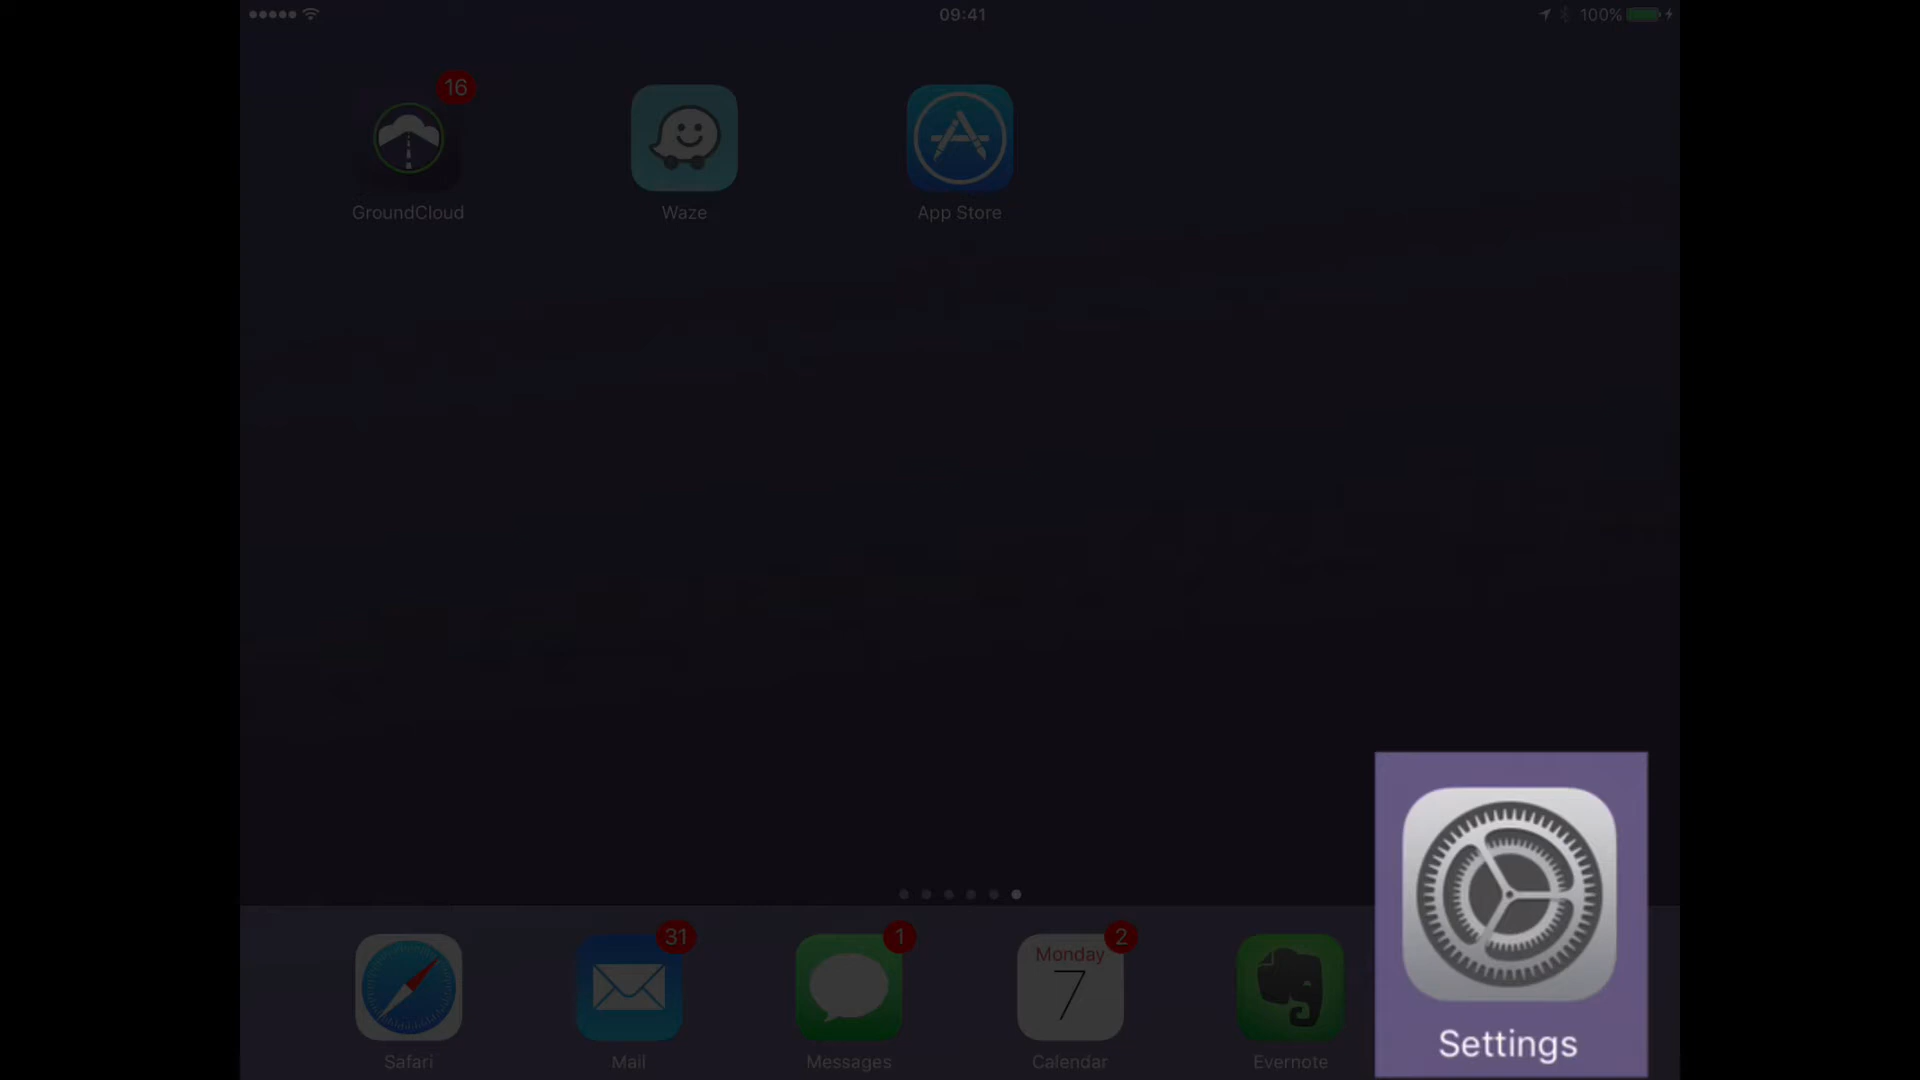 09:41
100%
16
GroundCloud
Waze
App Store
31
1
Monday
7
2
Safari
Mail
Messages
Calendar
Evernote
Settings